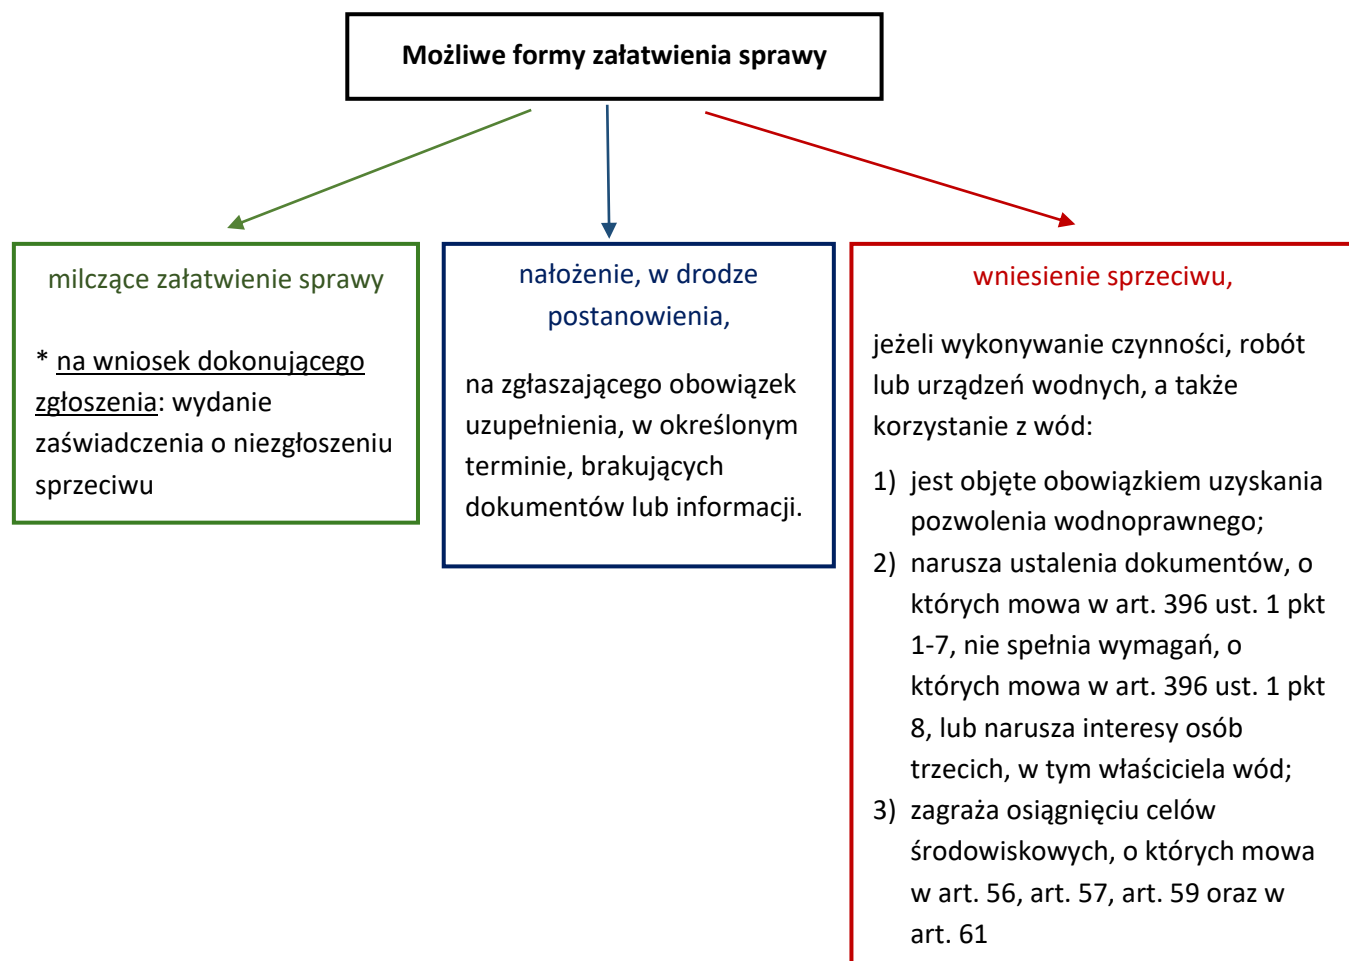 Możliwe formy załatwienia sprawy
milczące załatwienie sprawy
* na wniosek dokonującego
zgłoszenia: wydanie
zaświadczenia o niezgłoszeniu
sprzeciwu
nałożenie, w drodze
postanowienia,
na zgłaszającego obowiązek
uzupełnienia, w określonym
terminie, brakujących
dokumentów lub informacji.
wniesienie sprzeciwu,
jeżeli wykonywanie czynności, robót
lub urządzeń wodnych, a także
korzystanie z wód:
1) jest objęte obowiązkiem uzyskania
pozwolenia wodnoprawnego;
2) narusza ustalenia dokumentów, o
których mowa w art. 396 ust. 1 pkt
1-7, nie spełnia wymagań, o
których mowa w art. 396 ust. 1 pkt
8, lub narusza interesy osób
trzecich, w tym właściciela wód;
3) zagraża osiągnięciu celów
środowiskowych, o których mowa
w art. 56, art. 57, art. 59 oraz w
art. 61